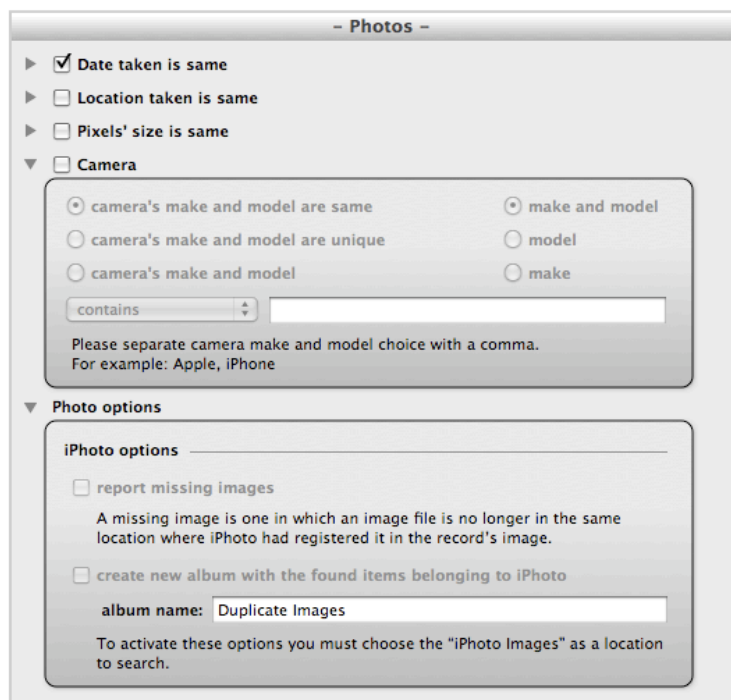 – Photos –
Date taken is same
Location taken is same
Pixels' size is same
Camera
camera's make and model are same make and model
camera's make and model are unique model
camera's make and model make
contains
Please separate camera make and model choice with a comma.
For example: Apple, iPhone
Photo options
iPhoto options
report missing images
A missing image is one in which an image file is no longer in the same
location where iPhoto had registered it in the record's image.
create new album with the found items belonging to iPhoto
album name: Duplicate Images
To activate these options you must choose the “iPhoto Images” as a location
to search.